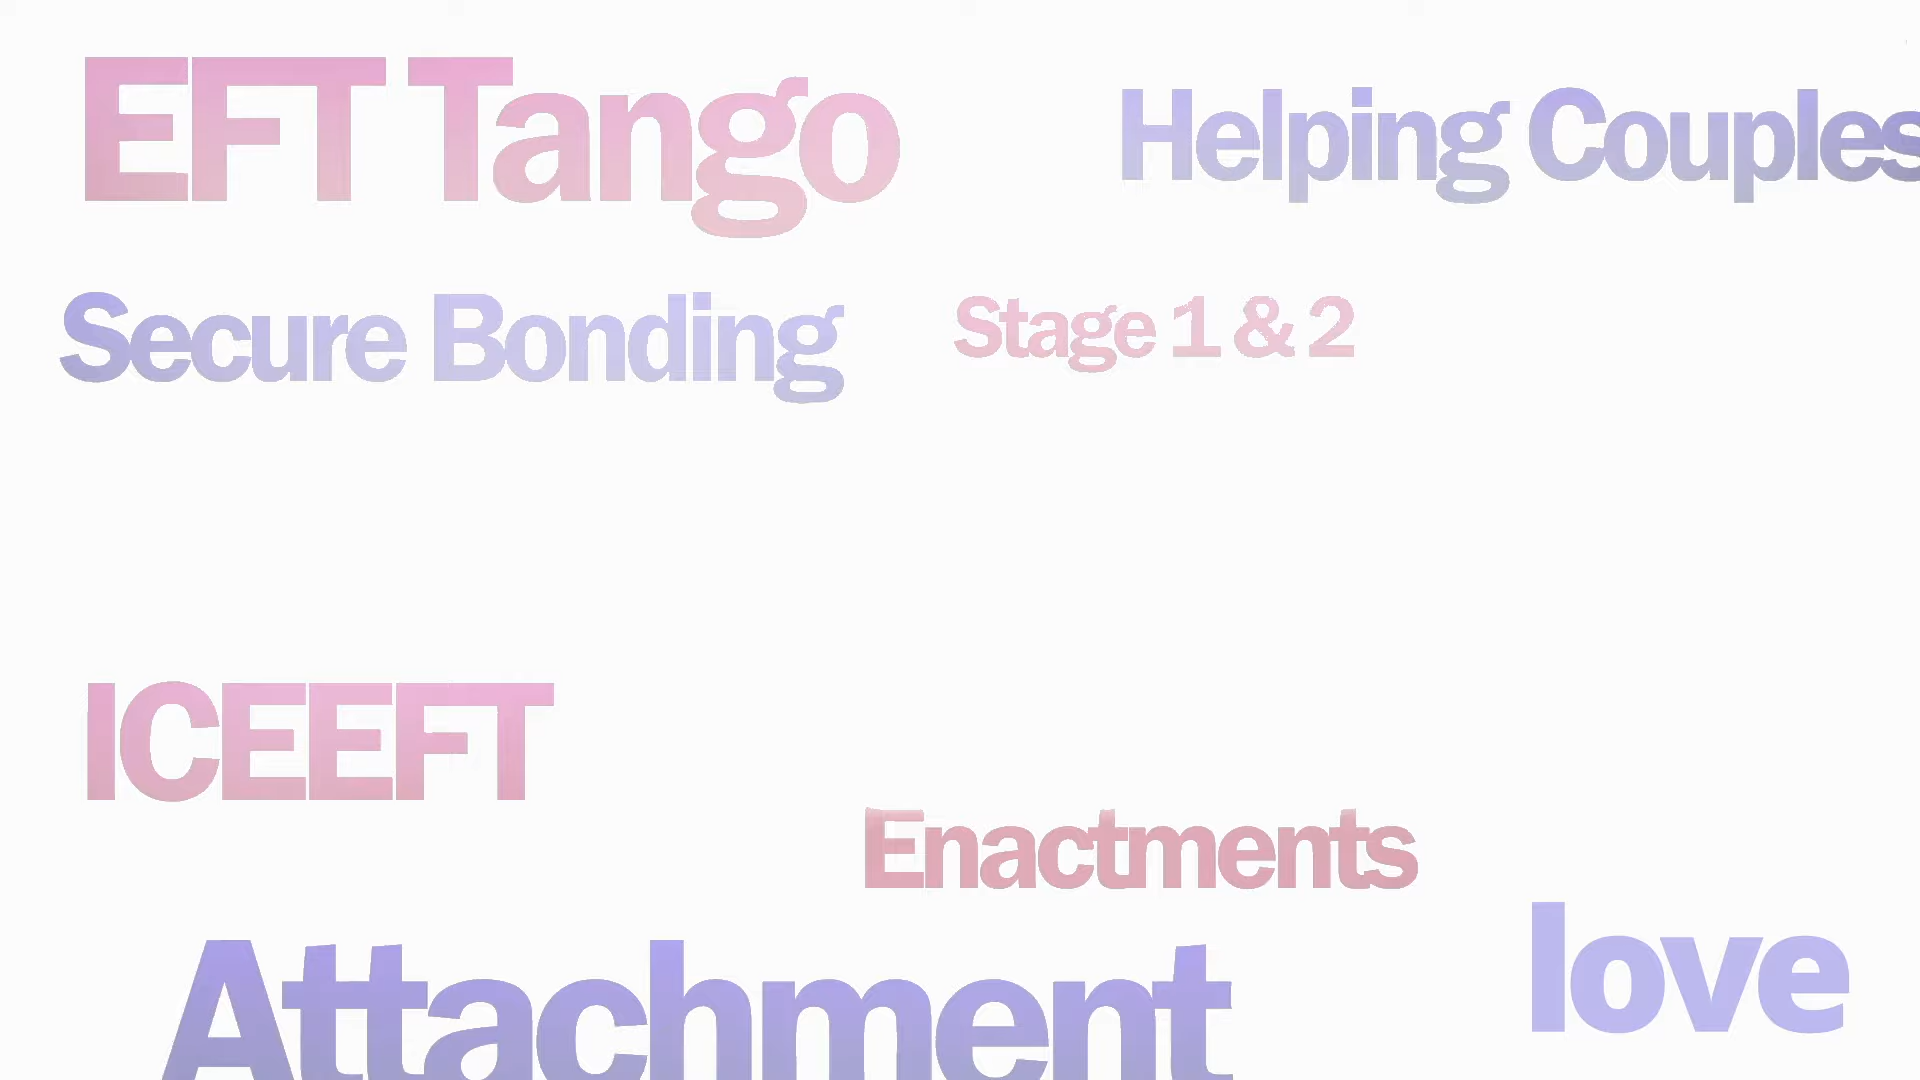 EFT Tango
Helping Couples
Secure Bonding
Stage 1 & 2
ICEEFT
Enactments
Attachment
love